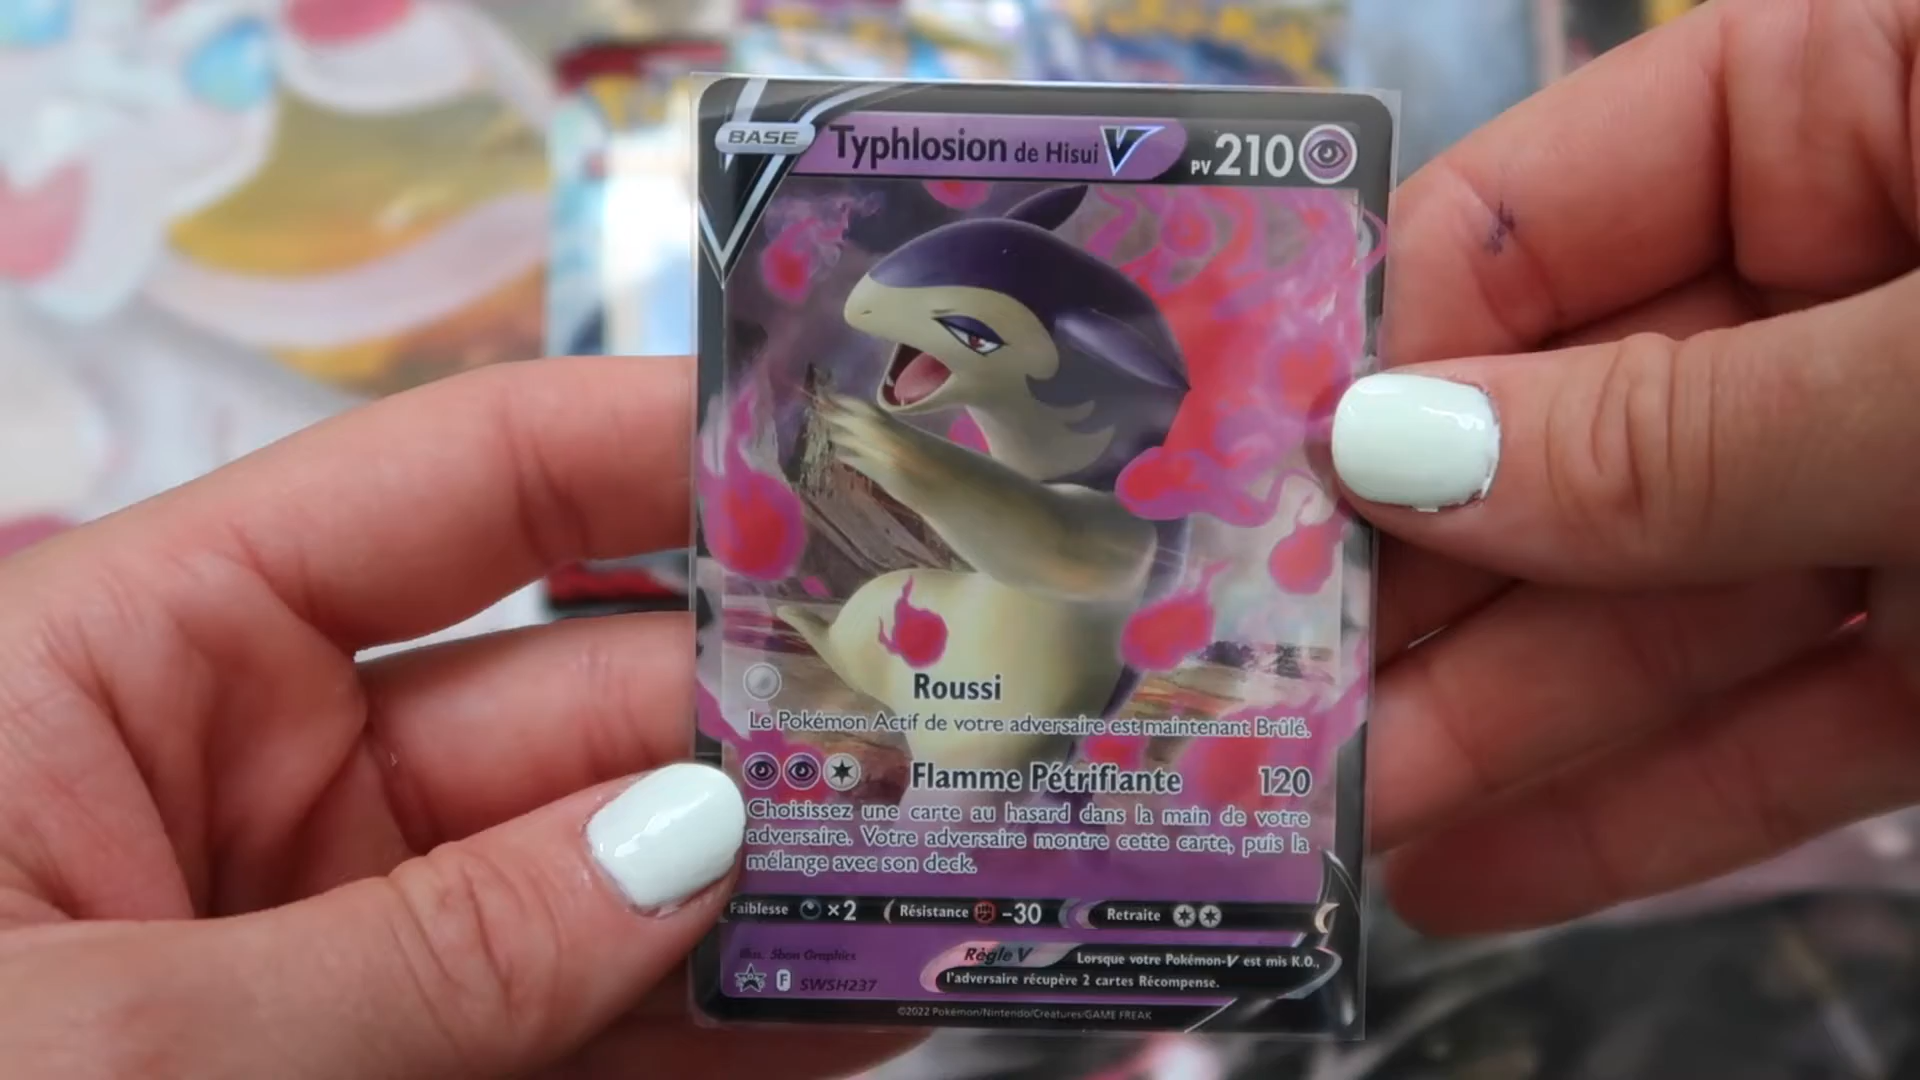 BASE Typhlosion de Hisui V PV 210
Roussi
Le Pokémon Actif de votre adversaire est maintenant Brûlé.
Flamme Pétrifiante 120
Choisissez une carte au hasard dans la main de votre
adversaire. Votre adversaire montre cette carte, puis la
mélange avec son deck.
Faiblesse ×2 Résistance -30 Retraite
Illus. 5ban Graphics
Règle V Lorsque votre Pokémon-V est mis K.O.,
l'adversaire récupère 2 cartes Récompense.
F SWSH237
©2022 Pokémon/Nintendo/Creatures/GAME FREAK